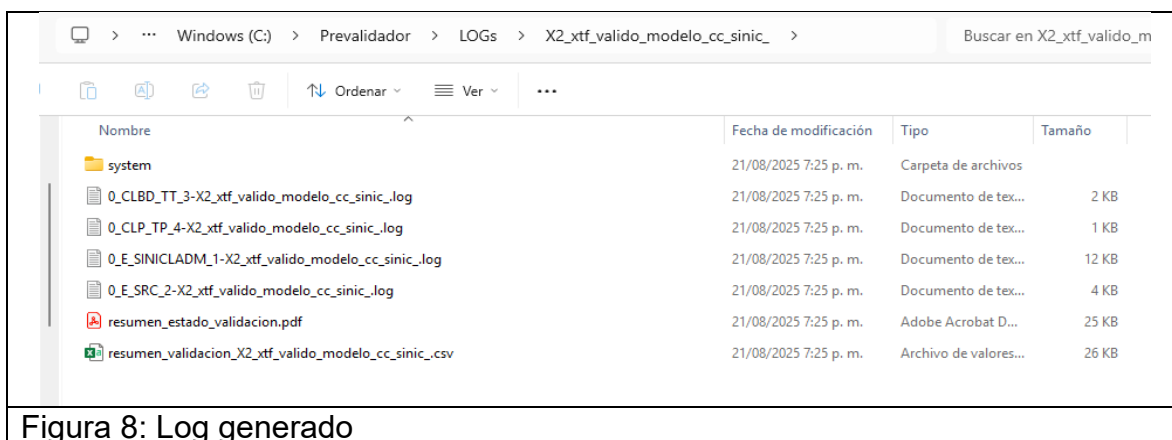 > ... Windows (C:) > Prevalidador > LOGs > X2_xtf_valido_modelo_cc_sinic_ > Buscar en X2_xtf_valido_m
Ordenar Ver ...
Nombre Fecha de modificación Tipo Tamaño
system 21/08/2025 7:25 p. m. Carpeta de archivos
0_CLBD_TT_3-X2_xtf_valido_modelo_cc_sinic_.log 21/08/2025 7:25 p. m. Documento de tex... 2 KB
0_CLP_TP_4-X2_xtf_valido_modelo_cc_sinic_.log 21/08/2025 7:25 p. m. Documento de tex... 1 KB
0_E_SINICLADM_1-X2_xtf_valido_modelo_cc_sinic_.log 21/08/2025 7:25 p. m. Documento de tex... 12 KB
0_E_SRC_2-X2_xtf_valido_modelo_cc_sinic_.log 21/08/2025 7:25 p. m. Documento de tex... 4 KB
resumen_estado_validacion.pdf 21/08/2025 7:25 p. m. Adobe Acrobat D... 25 KB
resumen_validacion_X2_xtf_valido_modelo_cc_sinic_.csv 21/08/2025 7:25 p. m. Archivo de valores... 26 KB
Figura 8: Log generado